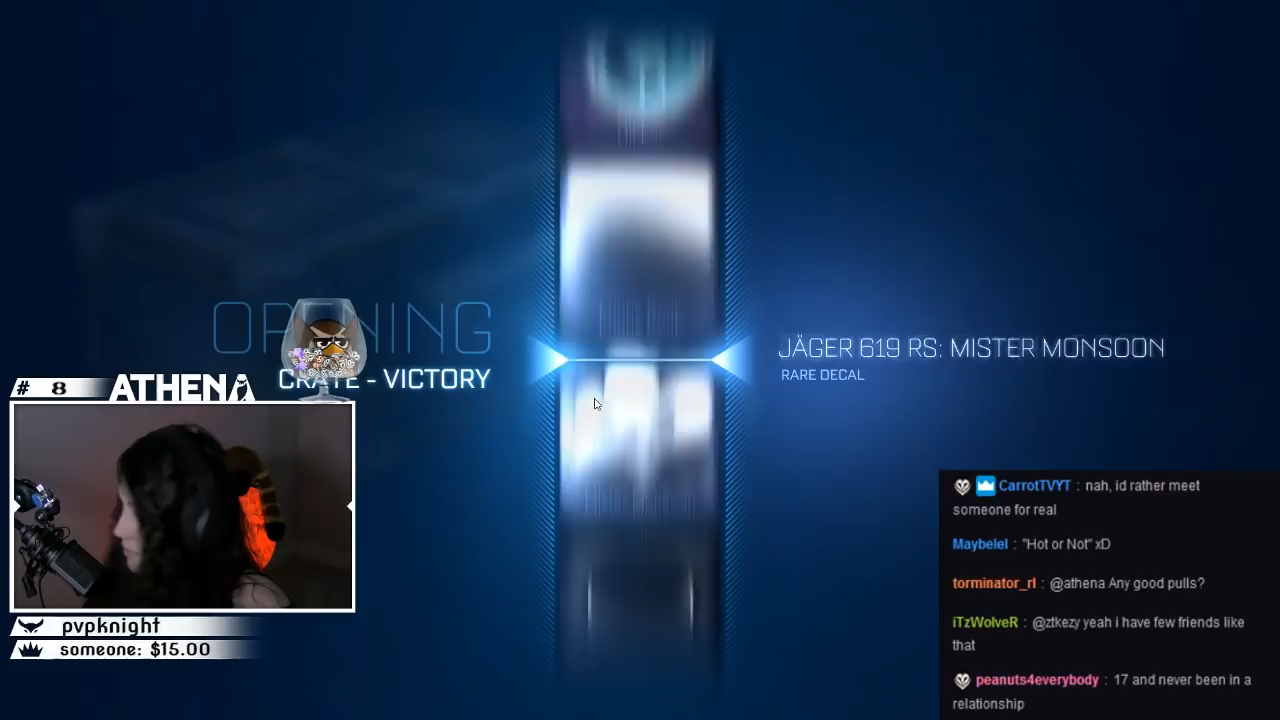 OPENING
CRATE - VICTORY
JÄGER 619 RS: MISTER MONSOON
RARE DECAL
# 8 ATHENA
pvpknight
someone: $15.00
CarrotTVYT : nah, id rather meet
someone for real
Maybelel : "Hot or Not" xD
torminator_rl : @athena Any good pulls?
iTzWolveR : @ztkezy yeah i have few friends like
that
peanuts4everybody : 17 and never been in a
relationship